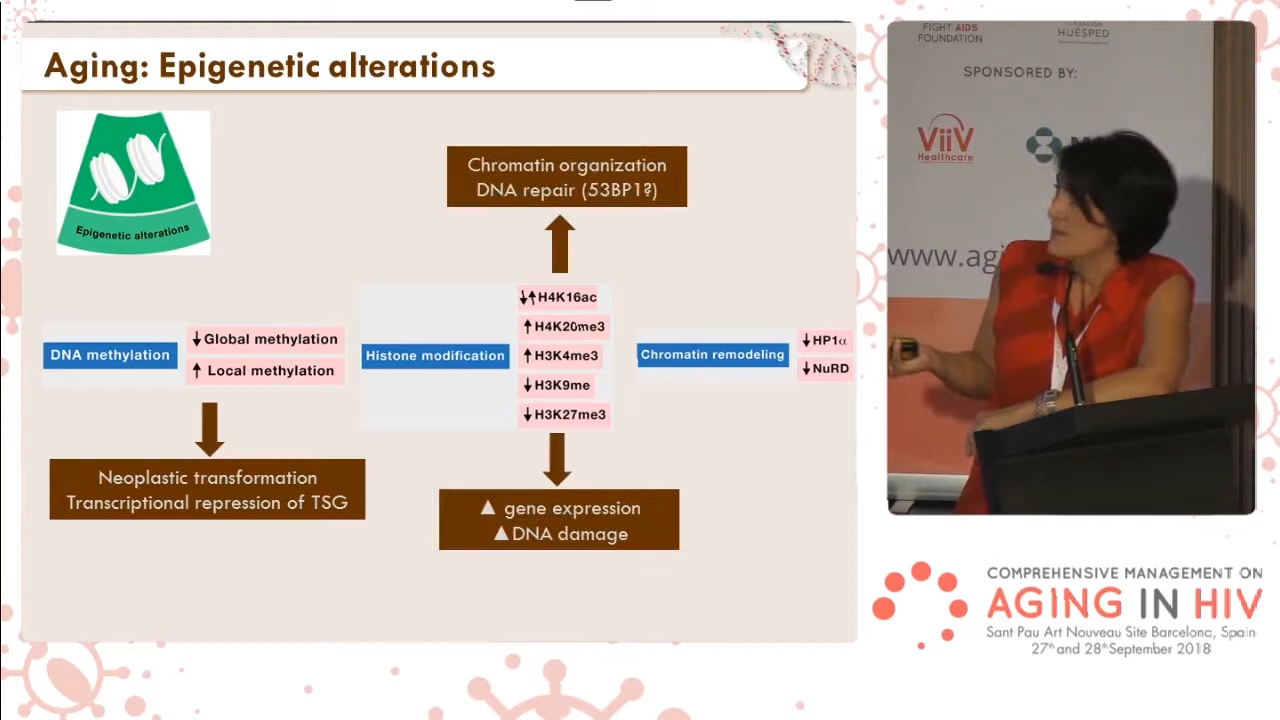 Aging: Epigenetic alterations
Epigenetic alterations
Chromatin organization
DNA repair (53BP1?)
DNA methylation
↓ Global methylation
↑ Local methylation
Histone modification
↓↑ H4K16ac
↑ H4K20me3
↑ H3K4me3
↓ H3K9me
↓ H3K27me3
Chromatin remodeling
↓ HP1α
↓ NuRD
Neoplastic transformation
Transcriptional repression of TSG
▲ gene expression
▲ DNA damage
FIGHT AIDS
FOUNDATION
HUÉSPED
SPONSORED BY:
ViiV
Healthcare
www.agi
COMPREHENSIVE MANAGEMENT ON
AGING IN HIV
Sant Pau Art Nouveau Site Barcelona, Spain
27th and 28th September 2018